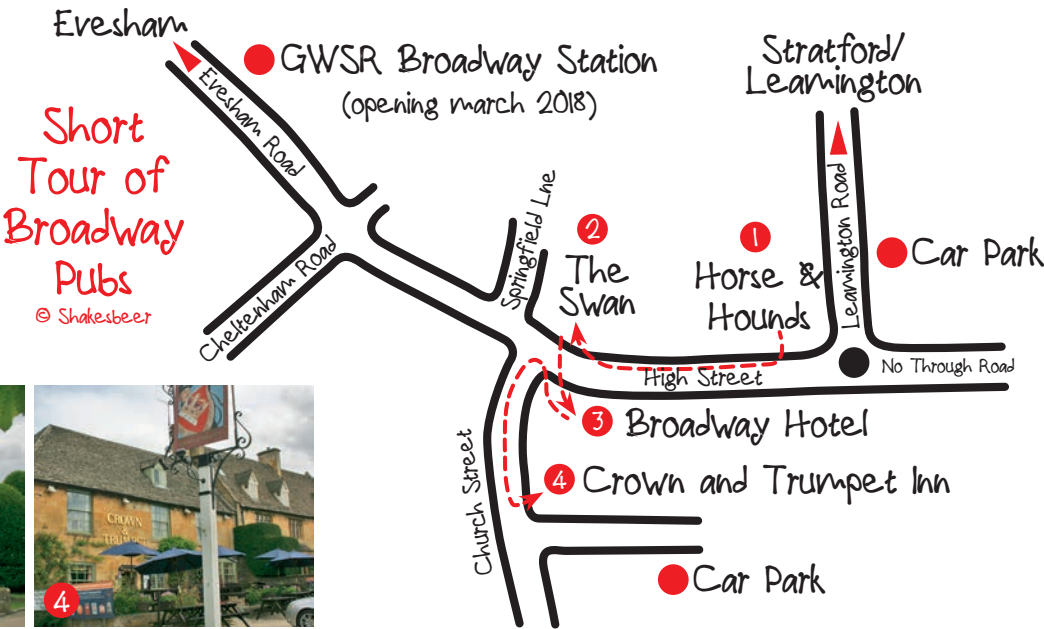 Evesham
GWSR Broadway Station
(opening march 2018)
Stratford/
Leamington
Short
Tour of
Broadway
Pubs
© Shakesbeer
Evesham Road
Cheltenham Road
Springfield Lne
2
The
Swan
1
Horse &
Hounds
Leamington Road
Car Park
High Street
No Through Road
3 Broadway Hotel
4 Crown and Trumpet Inn
Church Street
Car Park
CROWN
&
TRUMPET
4